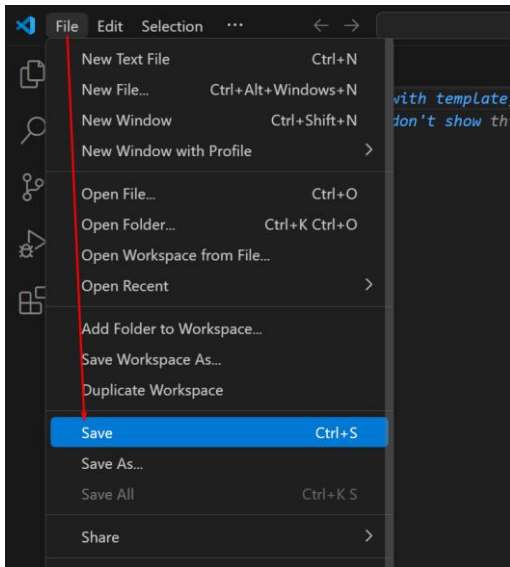 File Edit Selection ...
New Text File Ctrl+N
New File... Ctrl+Alt+Windows+N
with template,
New Window Ctrl+Shift+N
don't show th
New Window with Profile
Open File... Ctrl+O
Open Folder... Ctrl+K Ctrl+O
Open Workspace from File...
Open Recent
Add Folder to Workspace...
Save Workspace As...
Duplicate Workspace
Save Ctrl+S
Save As...
Save All Ctrl+K S
Share